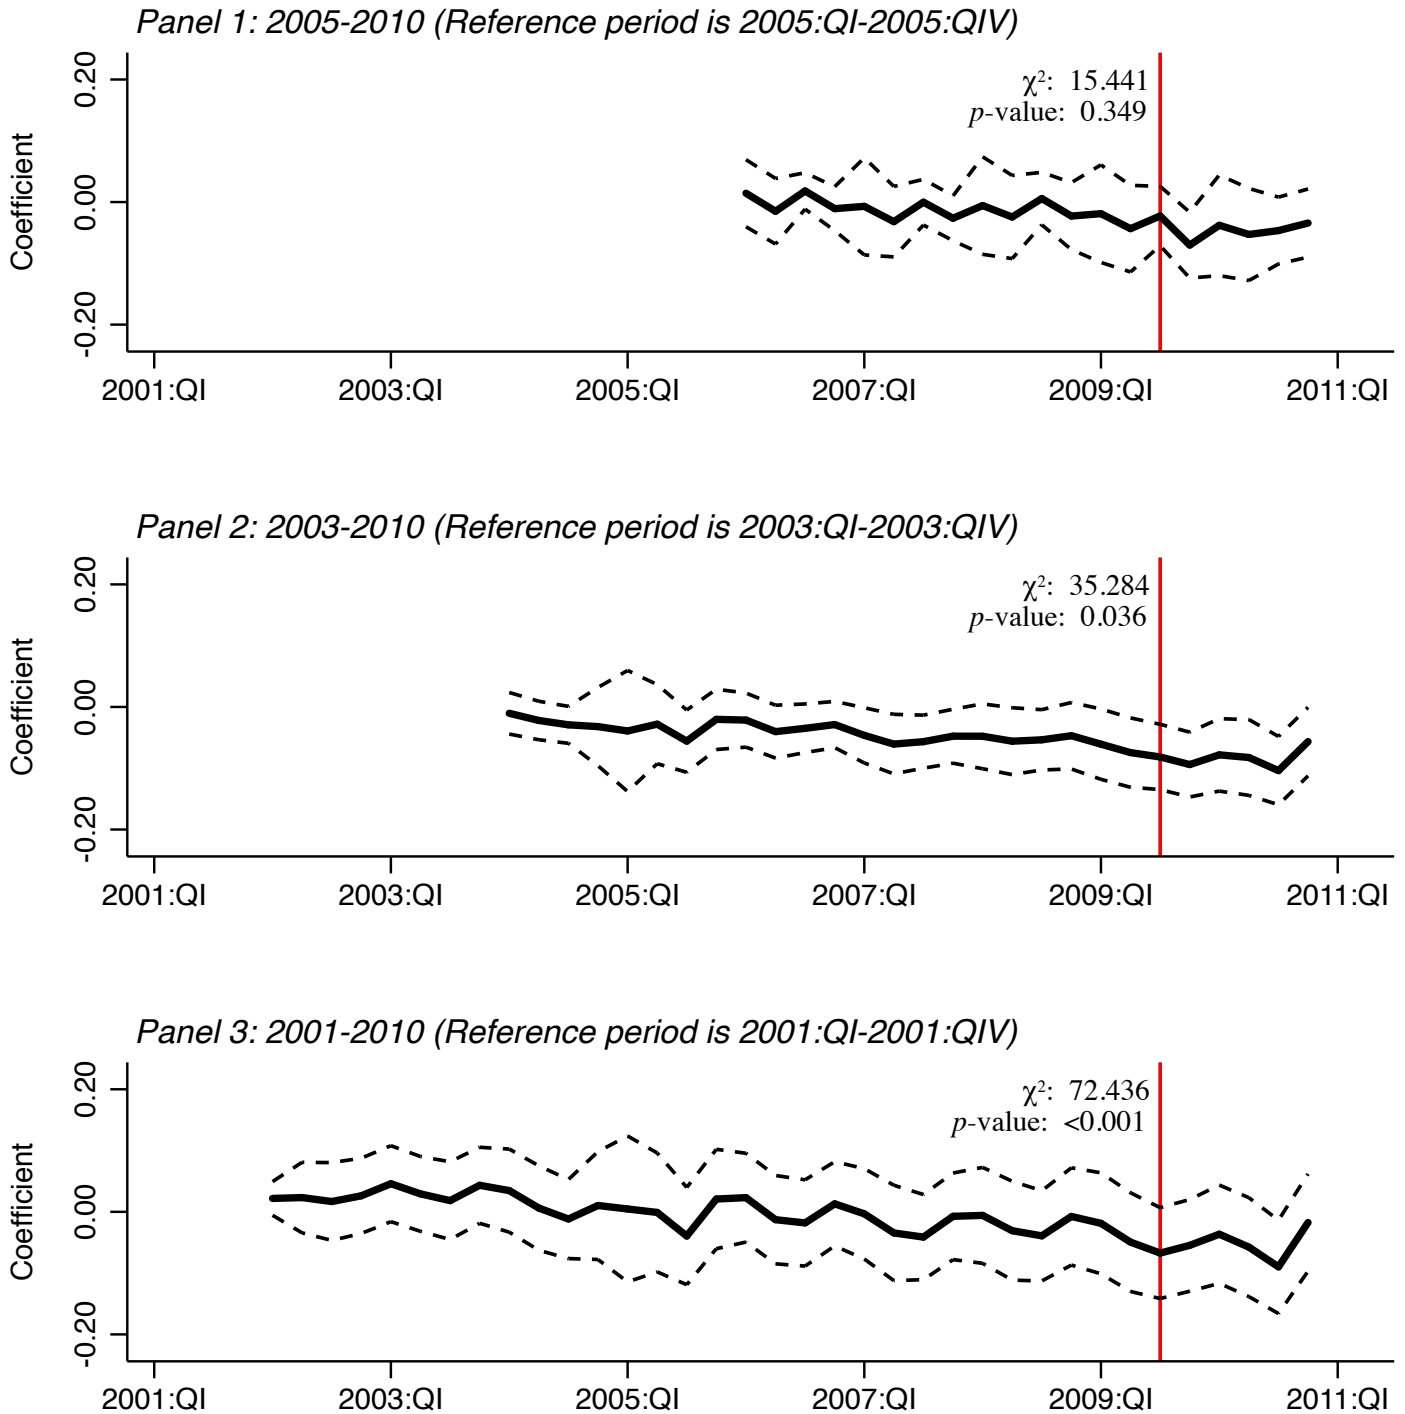 Panel 1: 2005-2010 (Reference period is 2005:QI-2005:QIV)
Coefficient
0.20
0.00
-0.20
χ²: 15.441
p-value: 0.349
2001:QI 2003:QI 2005:QI 2007:QI 2009:QI 2011:QI
Panel 2: 2003-2010 (Reference period is 2003:QI-2003:QIV)
Coefficient
0.20
0.00
-0.20
χ²: 35.284
p-value: 0.036
2001:QI 2003:QI 2005:QI 2007:QI 2009:QI 2011:QI
Panel 3: 2001-2010 (Reference period is 2001:QI-2001:QIV)
Coefficient
0.20
0.00
-0.20
χ²: 72.436
p-value: <0.001
2001:QI 2003:QI 2005:QI 2007:QI 2009:QI 2011:QI